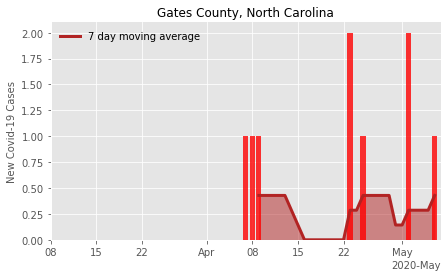 Gates County, North Carolina
7 day moving average
New Covid-19 Cases
2.00
1.75
1.50
1.25
1.00
0.75
0.50
0.25
0.00
08 15 22 Apr 08 15 22 May
2020-May